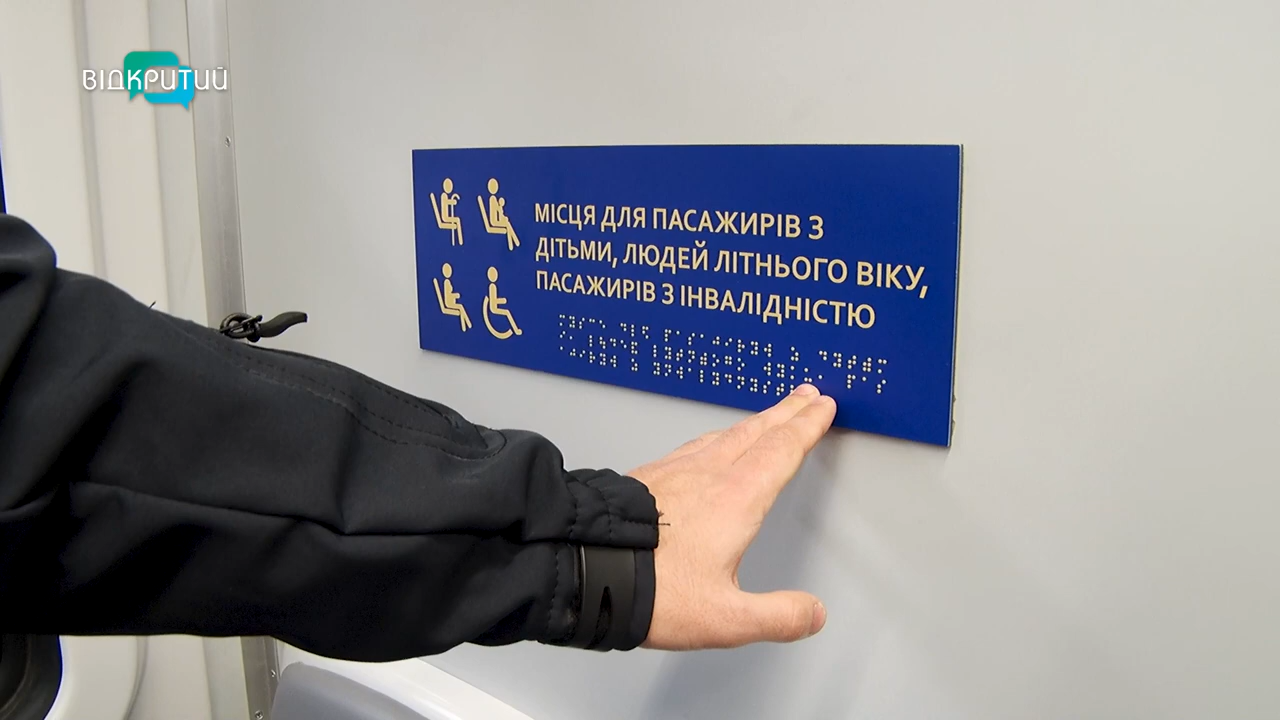 ВІДКРИТИЙ
МІСЦЯ ДЛЯ ПАСАЖИРІВ З
ДІТЬМИ, ЛЮДЕЙ ЛІТНЬОГО ВІКУ,
ПАСАЖИРІВ З ІНВАЛІДНІСТЮ